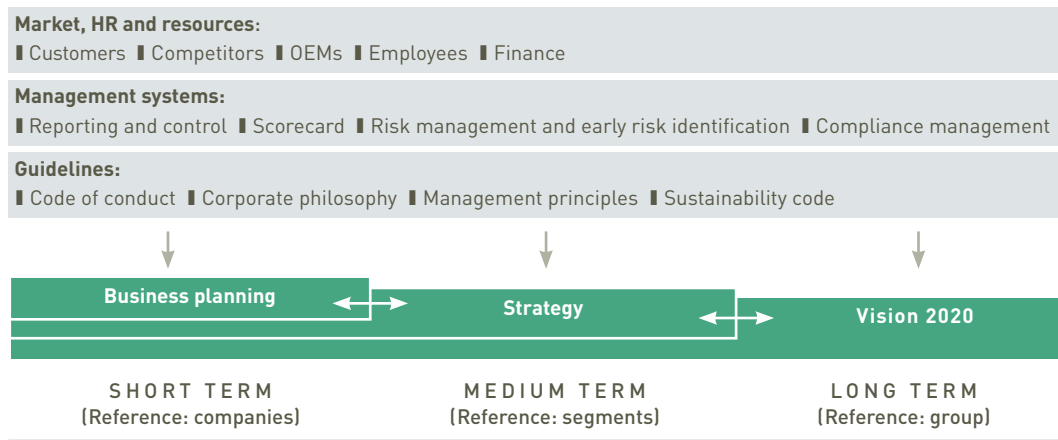 Market, HR and resources:
▮ Customers ▮ Competitors ▮ OEMs ▮ Employees ▮ Finance
Management systems:
▮ Reporting and control ▮ Scorecard ▮ Risk management and early risk identification ▮ Compliance management
Guidelines:
▮ Code of conduct ▮ Corporate philosophy ▮ Management principles ▮ Sustainability code
Business planning
Strategy
Vision 2020
SHORT TERM
(Reference: companies)
MEDIUM TERM
(Reference: segments)
LONG TERM
(Reference: group)